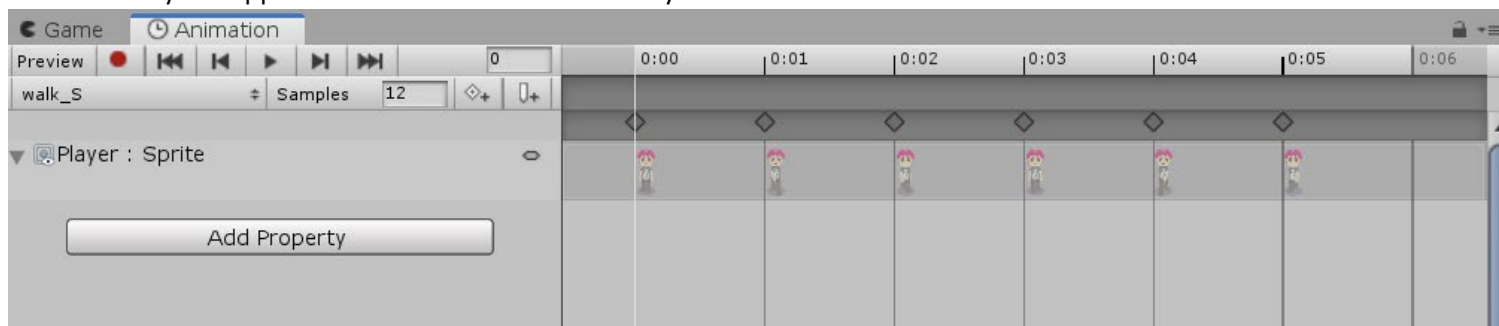 Game Animation
Preview 0 0:00 0:01 0:02 0:03 0:04 0:05 0:06
walk_S Samples 12
Player : Sprite
Add Property